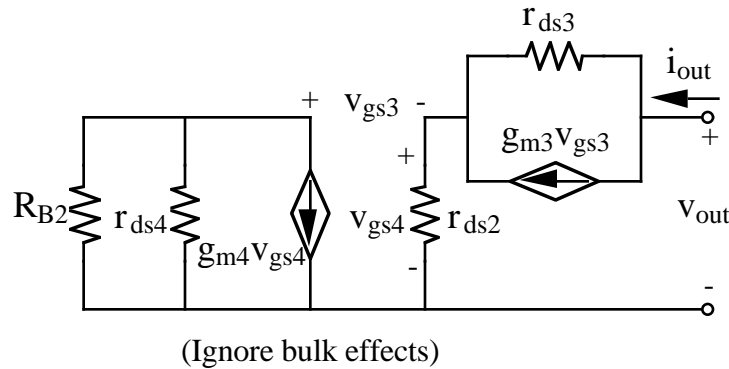 r_ds3
i_out
+ v_gs3 -
g_m3v_gs3
+
+
R_B2
r_ds4
g_m4v_gs4
v_gs4
r_ds2
v_out
-
-
(Ignore bulk effects)